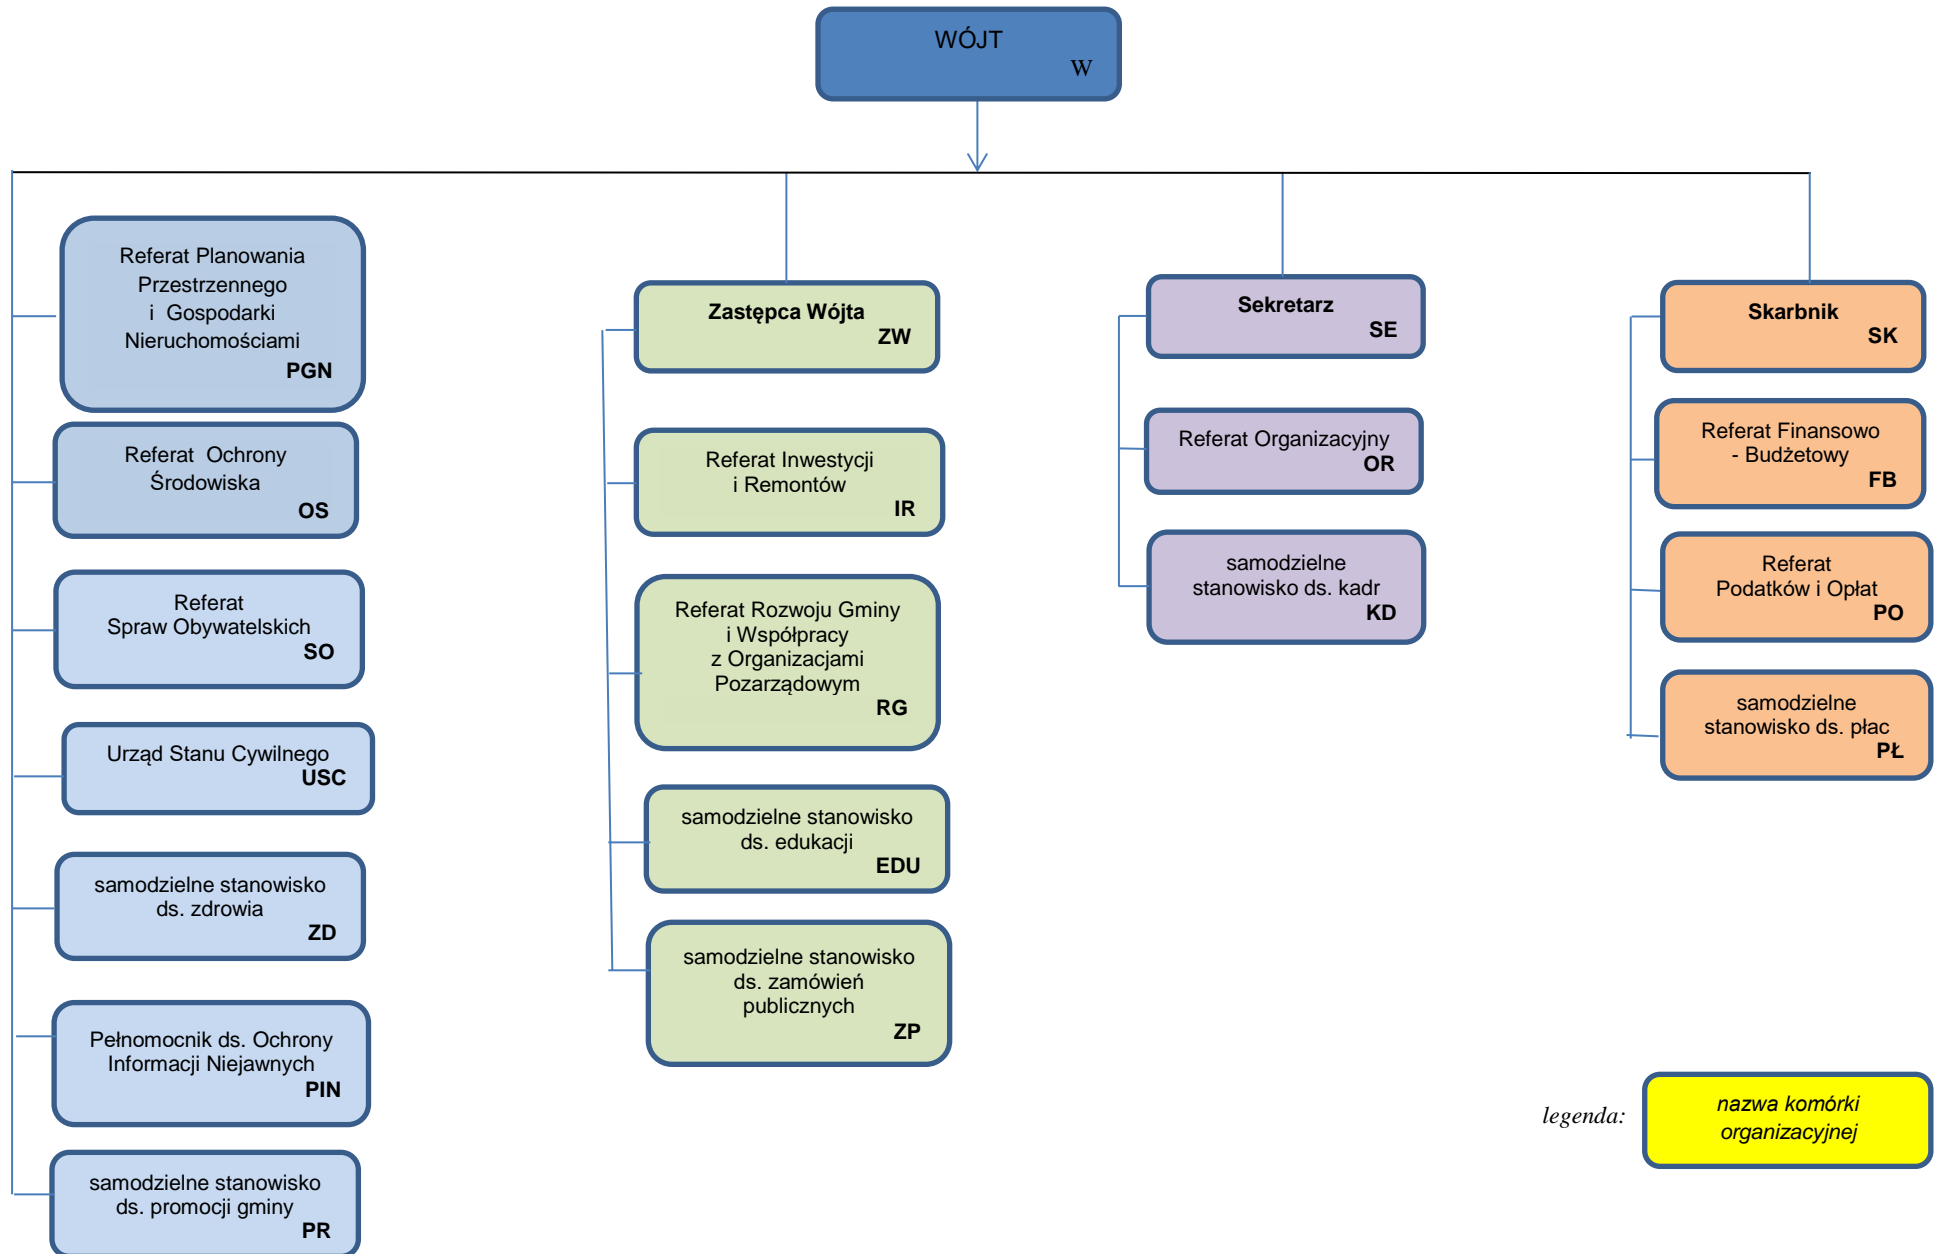 WÓJT
W
Referat Planowania
Przestrzennego
i Gospodarki
Nieruchomościami
PGN
Referat Ochrony
Środowiska
OS
Referat
Spraw Obywatelskich
SO
Urząd Stanu Cywilnego
USC
samodzielne stanowisko
ds. zdrowia
ZD
Pełnomocnik ds. Ochrony
Informacji Niejawnych
PIN
samodzielne stanowisko
ds. promocji gminy
PR
Zastępca Wójta
ZW
Referat Inwestycji
i Remontów
IR
Referat Rozwoju Gminy
i Współpracy
z Organizacjami
Pozarządowym
RG
samodzielne stanowisko
ds. edukacji
EDU
samodzielne stanowisko
ds. zamówień
publicznych
ZP
Sekretarz
SE
Referat Organizacyjny
OR
samodzielne
stanowisko ds. kadr
KD
Skarbnik
SK
Referat Finansowo
- Budżetowy
FB
Referat
Podatków i Opłat
PO
samodzielne
stanowisko ds. płac
PŁ
legenda:
nazwa komórki
organizacyjnej